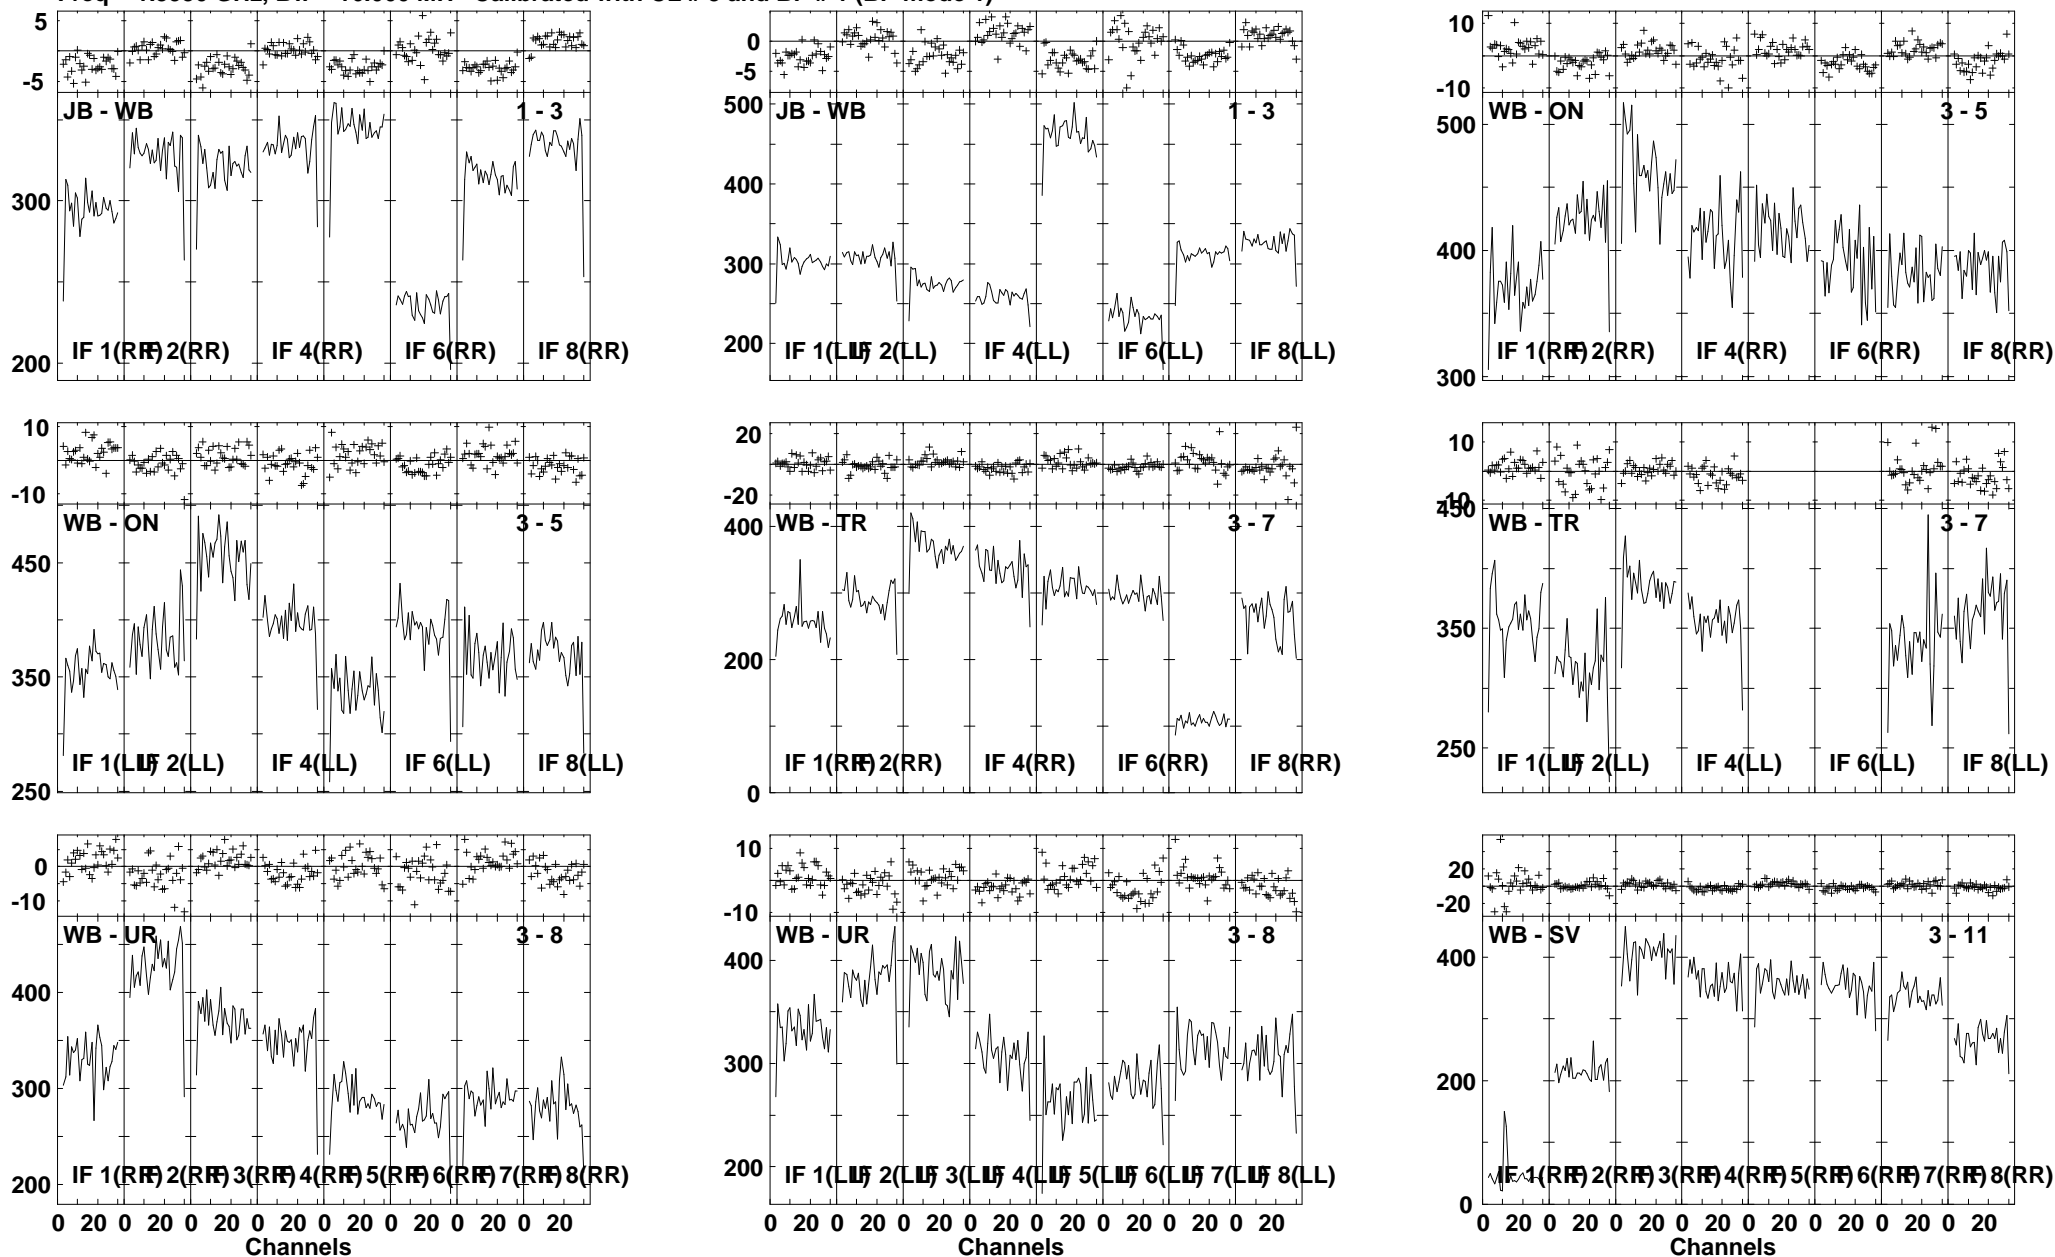 Calibrated with and (BP mode 1)
5
0
-5
JB - WB 1 - 3
300
200
IF 1(RR) IF 2(RR) IF 4(RR) IF 6(RR) IF 8(RR)
0
-5
500
JB - WB 1 - 3
400
300
200
IF 1(LL) IF 2(LL) IF 4(LL) IF 6(LL) IF 8(LL)
10
0
-10
WB - ON 3 - 5
500
400
300
IF 1(RR) IF 2(RR) IF 4(RR) IF 6(RR) IF 8(RR)
10
0
-10
WB - ON 3 - 5
450
350
250
IF 1(LL) IF 2(LL) IF 4(LL) IF 6(LL) IF 8(LL)
20
0
-20
WB - TR 3 - 7
400
200
0
IF 1(RR) IF 2(RR) IF 4(RR) IF 6(RR) IF 8(RR)
10
0
-10
450
WB - TR 3 - 7
350
250
IF 1(LL) IF 2(LL) IF 4(LL) IF 6(LL) IF 8(LL)
0
-10
WB - UR 3 - 8
400
300
200
IF 1(RR) IF 2(RR) IF 3(RR) IF 4(RR) IF 5(RR) IF 6(RR) IF 7(RR) IF 8(RR)
0 20 0 20 0 20 0 20 0 20 0 20 0 20 0 20
Channels
10
0
-10
WB - UR 3 - 8
400
300
200
IF 1(LL) IF 2(LL) IF 3(LL) IF 4(LL) IF 5(LL) IF 6(LL) IF 7(LL) IF 8(LL)
0 20 0 20 0 20 0 20 0 20 0 20 0 20 0 20
Channels
20
0
-20
WB - SV 3 - 11
400
200
0
IF 1(RR) IF 2(RR) IF 3(RR) IF 4(RR) IF 5(RR) IF 6(RR) IF 7(RR) IF 8(RR)
0 20 0 20 0 20 0 20 0 20 0 20 0 20 0 20
Channels